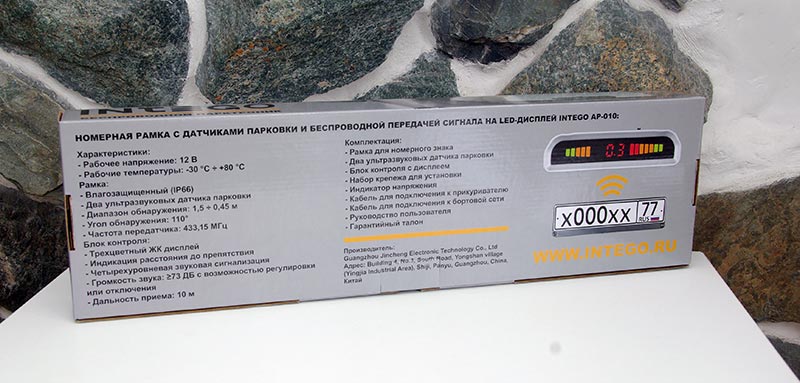 INTEGO
НОМЕРНАЯ РАМКА С ДАТЧИКАМИ ПАРКОВКИ И БЕСПРОВОДНОЙ ПЕРЕДАЧЕЙ СИГНАЛА НА LED-ДИСПЛЕЙ INTEGO AP-010:
Характеристики:
- Рабочее напряжение: 12 В
- Рабочие температуры: -30 °C ÷ +80 °C
Рамка:
- Влагозащищенный (IP66)
- Два ультразвуковых датчика парковки
- Диапазон обнаружения: 1,5 ÷ 0,45 м
- Угол обнаружения: 110°
- Частота передатчика: 433,15 МГц
Блок контроля:
- Трехцветный ЖК дисплей
- Индикация расстояния до препятствия
- Четырехуровневая звуковая сигнализация
- Громкость звука: ≥73 ДБ с возможностью регулировки
или отключения
- Дальность приема: 10 м
Комплектация:
- Рамка для номерного знака
- Два ультразвуковых датчика парковки
- Блок контроля с дисплеем
- Набор крепежа для установки
- Индикатор напряжения
- Кабель для подключения к прикуривателю
- Кабель для подключения к бортовой сети
- Руководство пользователя
- Гарантийный талон
Производитель:
Guangzhou Jincheng Electronic Technology Co., Ltd
Адрес: Building 4, No.1, South Road, Yongshan village
(Yingjia Industrial Area), Shiji, Panyu, Guangzhou, China,
Китай
0.3
х000хх 77
RUS
WWW.INTEGO.RU